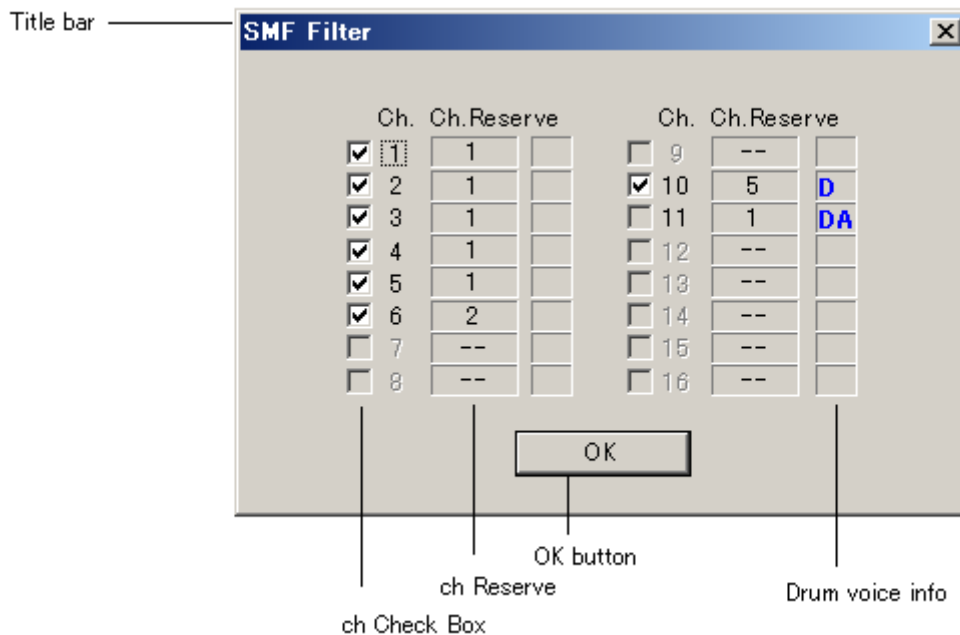 Title bar
SMF Filter
Ch. Ch.Reserve Ch. Ch.Reserve
1 1 9 --
2 1 10 5 D
3 1 11 1 DA
4 1 12 --
5 1 13 --
6 2 14 --
7 -- 15 --
8 -- 16 --
OK
OK button
ch Reserve
Drum voice info
ch Check Box